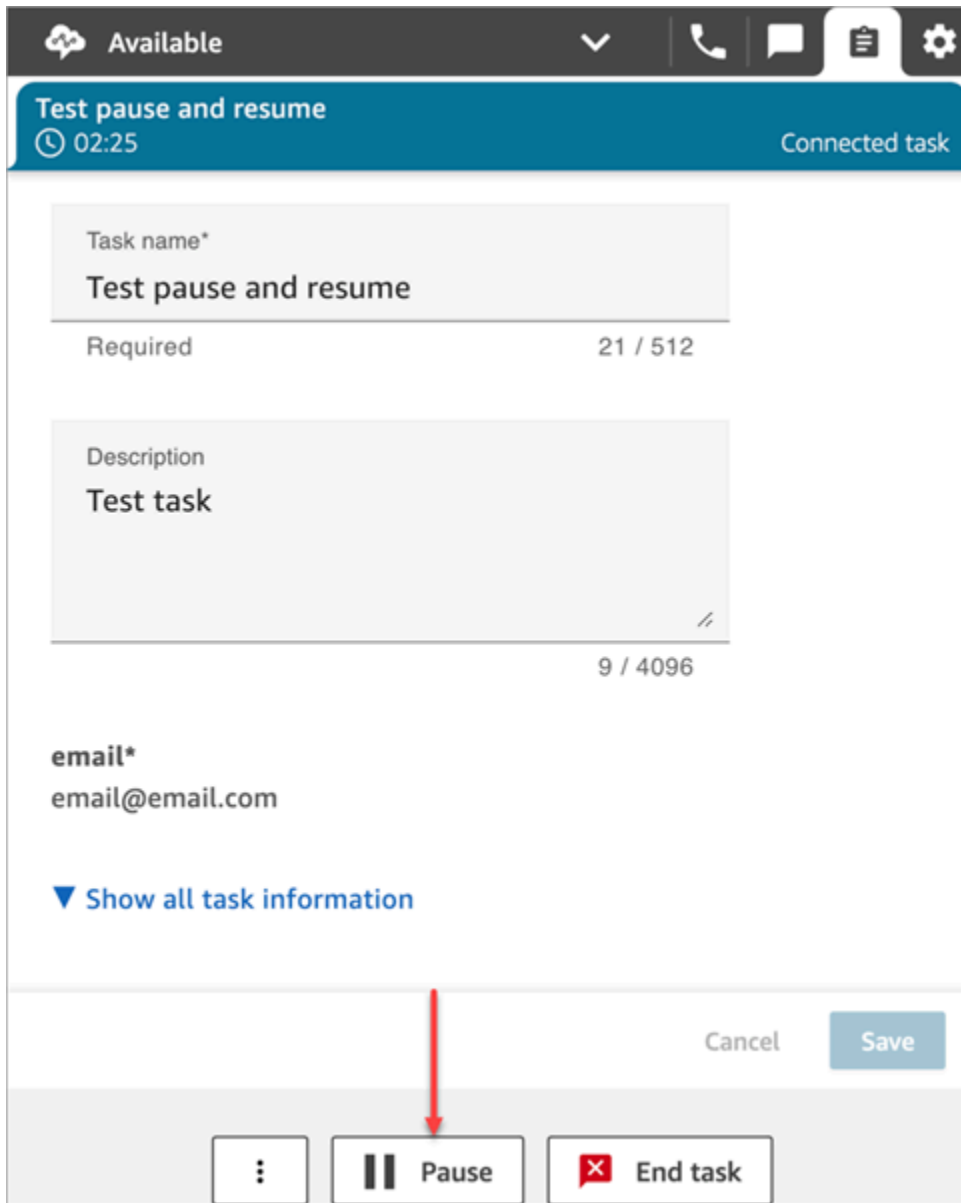 Available
Test pause and resume
02:25
Connected task
Task name*
Test pause and resume
Required 21 / 512
Description
Test task
9 / 4096
email*
email@email.com
Show all task information
Cancel Save
Pause End task